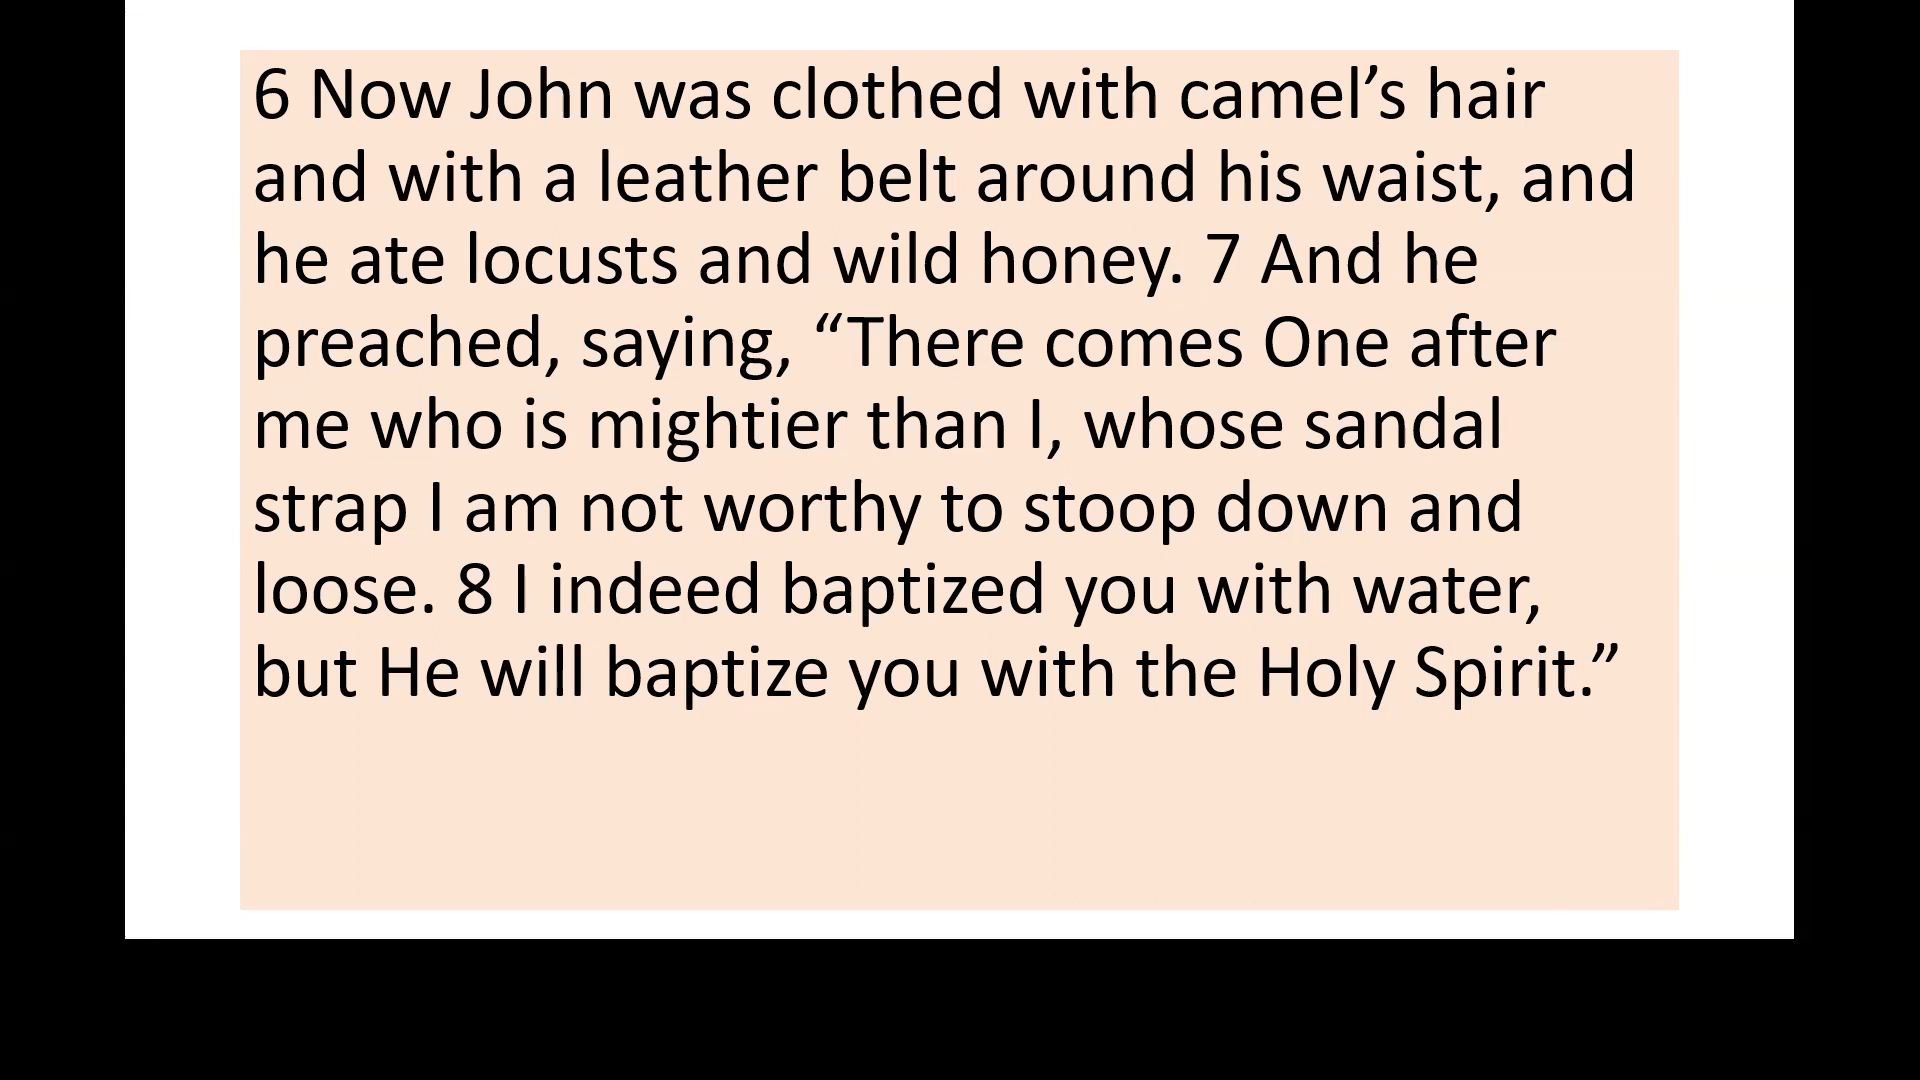 6 Now John was clothed with camel’s hair
and with a leather belt around his waist, and
he ate locusts and wild honey. 7 And he
preached, saying, “There comes One after
me who is mightier than I, whose sandal
strap I am not worthy to stoop down and
loose. 8 I indeed baptized you with water,
but He will baptize you with the Holy Spirit.”